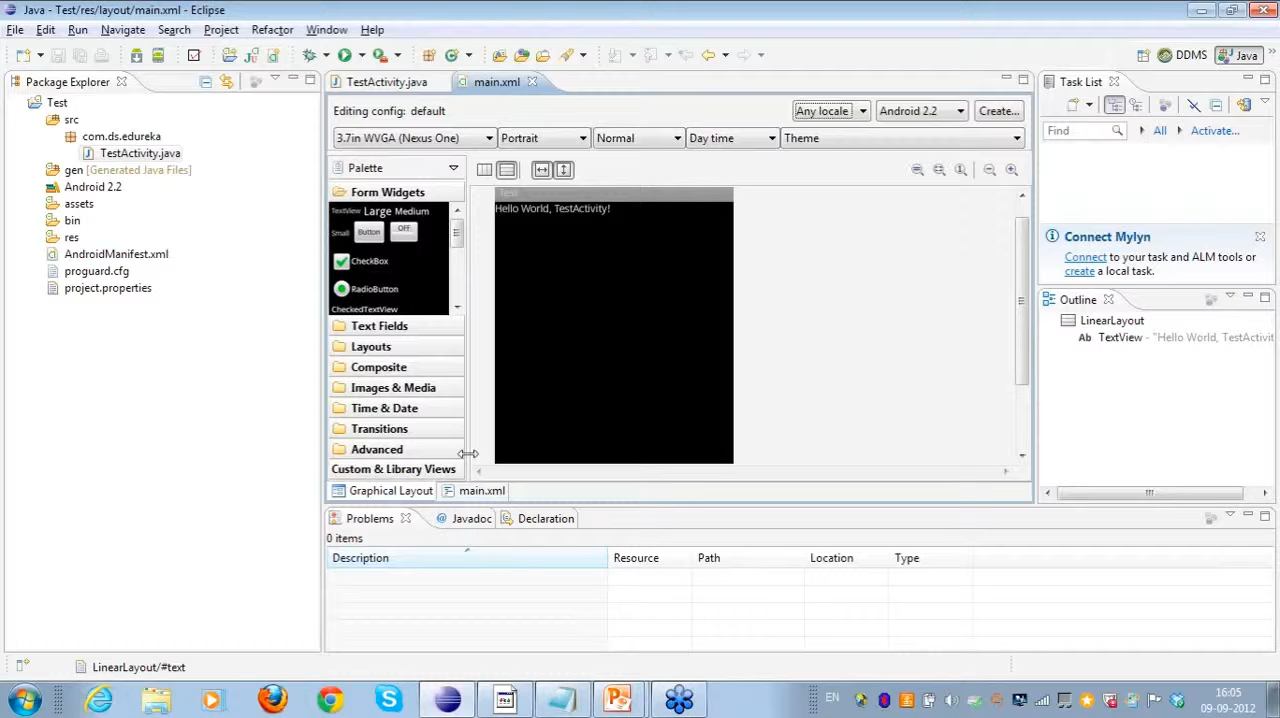 Java - Test/res/layout/main.xml - Eclipse
File Edit Run Navigate Search Project Refactor Window Help
DDMS Java
Package Explorer
Test
src
com.ds.edureka
TestActivity.java
gen [Generated Java Files]
Android 2.2
assets
bin
res
AndroidManifest.xml
proguard.cfg
project.properties
TestActivity.java main.xml
Editing config: default Any locale Android 2.2 Create...
3.7in WVGA (Nexus One) Portrait Normal Day time Theme
Palette
Form Widgets
TextView Large Medium
Small Button OFF
CheckBox
RadioButton
CheckedTextView
Text Fields
Layouts
Composite
Images & Media
Time & Date
Transitions
Advanced
Custom & Library Views
Test
Hello World, TestActivity!
Graphical Layout main.xml
Task List
Find All Activate...
Connect Mylyn
Connect to your task and ALM tools or
create a local task.
Outline
LinearLayout
Ab TextView - "Hello World, TestActivit
Problems @ Javadoc Declaration
0 items
Description Resource Path Location Type
LinearLayout/#text
EN
16:05
09-09-2012